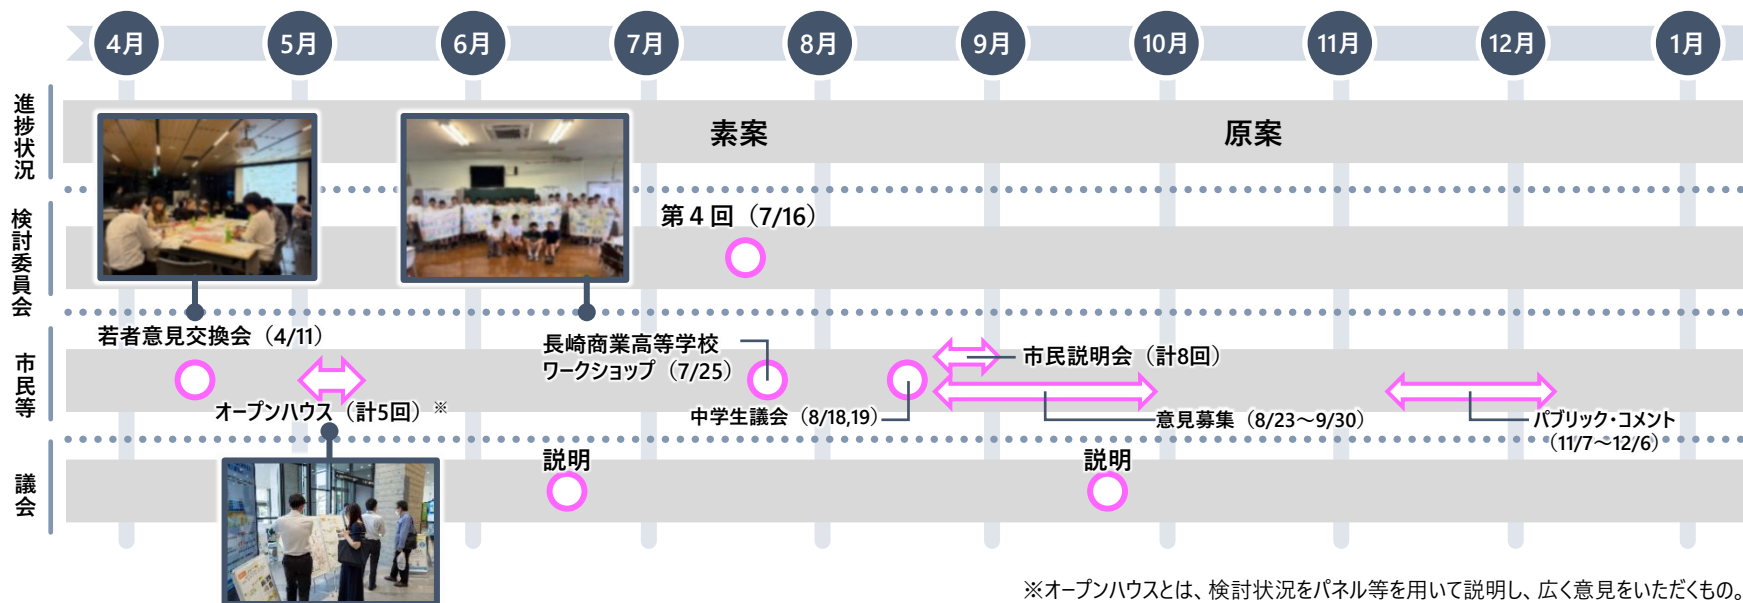 4月
5月
6月
7月
8月
9月
10月
11月
12月
1月
進捗状況
素案
原案
検討委員会
第4回（7/16）
市民等
若者意見交換会（4/11）
オープンハウス（計5回）※
長崎商業高等学校
ワークショップ（7/25）
中学生議会（8/18,19）
市民説明会（計8回）
意見募集（8/23～9/30）
パブリック・コメント
（11/7～12/6）
議会
説明
説明
※オープンハウスとは、検討状況をパネル等を用いて説明し、広く意見をいただくもの。